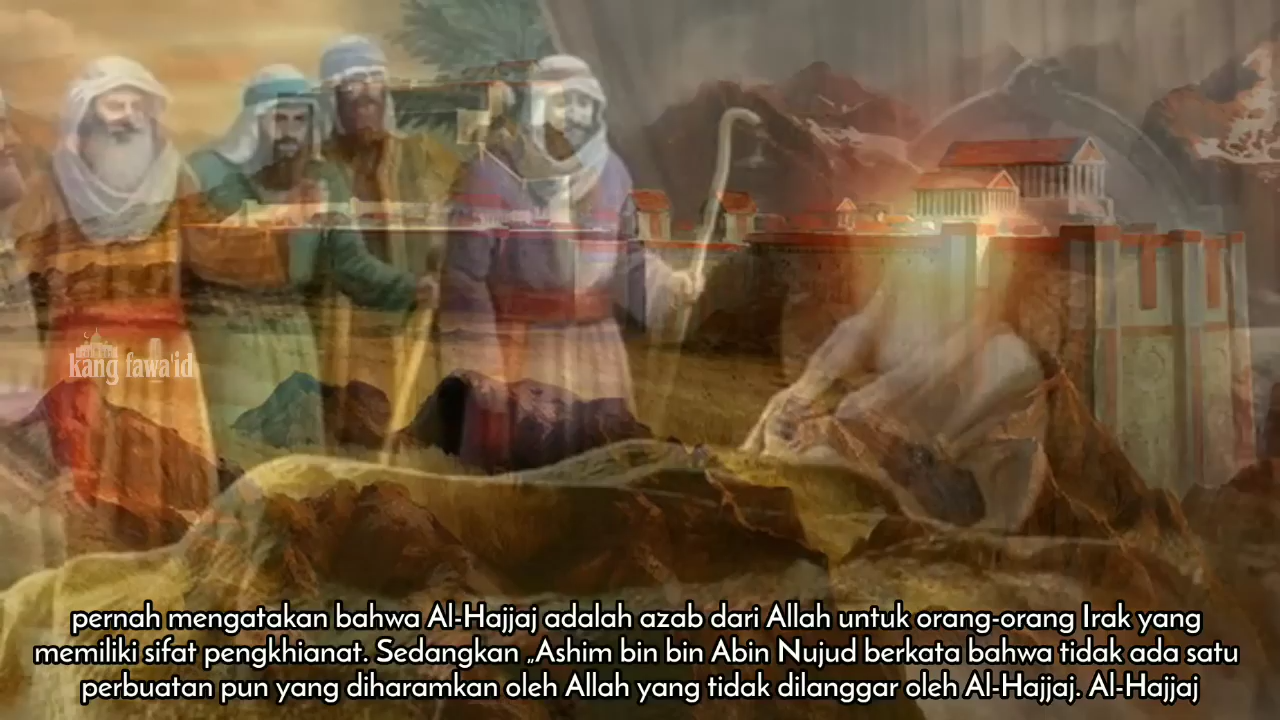 kang fawa'id
pernah mengatakan bahwa Al-Hajjaj adalah azab dari Allah untuk orang-orang Irak yang
memiliki sifat pengkhianat. Sedangkan „Ashim bin bin Abin Nujud berkata bahwa tidak ada satu
perbuatan pun yang diharamkan oleh Allah yang tidak dilanggar oleh Al-Hajjaj. Al-Hajjaj